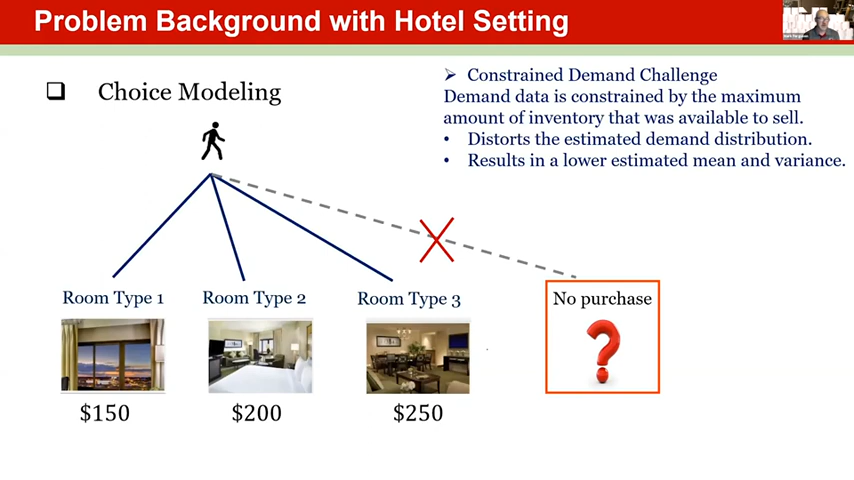 Problem Background with Hotel Setting
❑ Choice Modeling
➢ Constrained Demand Challenge
Demand data is constrained by the maximum
amount of inventory that was available to sell.
• Distorts the estimated demand distribution.
• Results in a lower estimated mean and variance.
Room Type 1
Room Type 2
Room Type 3
No purchase
?
$150
$200
$250